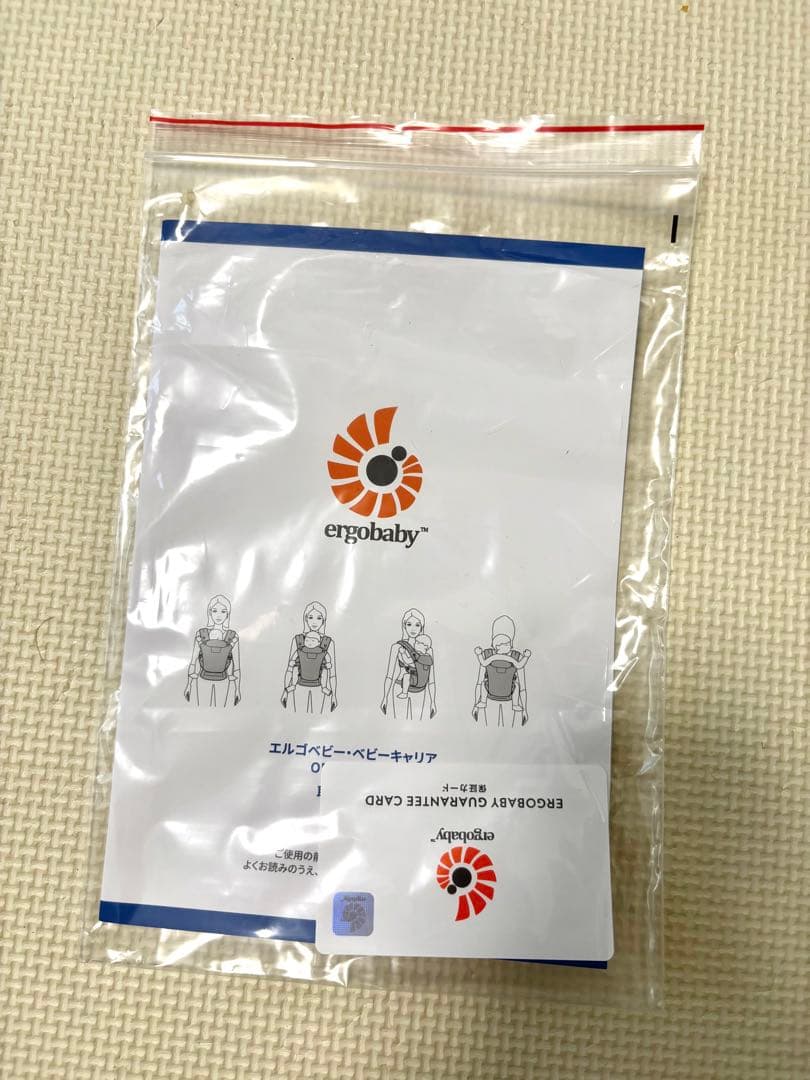 ergobaby™
エルゴベビー・ベビーキャリア
ご使用の前
よくお読みのうえ、
ERGOBABY GUARANTEE CARD
保証カード
ergobaby™
ergobaby